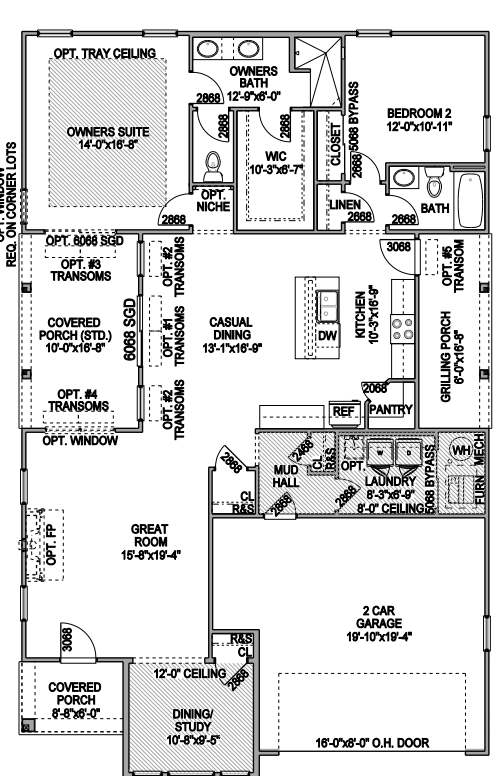 OPT. TRAY CEILING
OWNERS SUITE
14'-0"x16'-8"
2868
OWNERS
BATH
12'-9"x6'-0"
2868
2868
WIC
10'-3"x6'-7"
CLOSET
5068 BYPASS
2868
BEDROOM 2
12'-0"x10'-11"
OPT. WINDOW
REQ. ON CORNER LOTS
2868
OPT.
NICHE
LINEN
2868
2868
BATH
OPT. 6068 SGD
OPT. #3
TRANSOMS
COVERED
PORCH (STD.)
10'-0"x16'-8"
OPT. #4
TRANSOMS
OPT. WINDOW
6068 SGD
OPT. #2
TRANSOMS
OPT. #1
TRANSOMS
OPT. #2
TRANSOMS
CASUAL
DINING
13'-1"x16'-9"
DW
KITCHEN
10'-3"x16'-9"
3068
OPT. #5
TRANSOM
GRILLING PORCH
6'-0"x16'-8"
2068
REF
PANTRY
2868
MUD
HALL
2468
CL
R&S
OPT.
W
D
LAUNDRY
8'-3"x6'-9"
8'-0" CEILING
5068 BYPASS
WH
MECH
FURN
2868
2868
CL
R&S
GREAT
ROOM
15'-8"x19'-4"
OPT. FP
2 CAR
GARAGE
19'-10"x19'-4"
3068
R&S
CL
2868
12'-0" CEILING
COVERED
PORCH
8'-8"x6'-0"
DINING/
STUDY
10'-8"x9'-5"
16'-0"x8'-0" O.H. DOOR